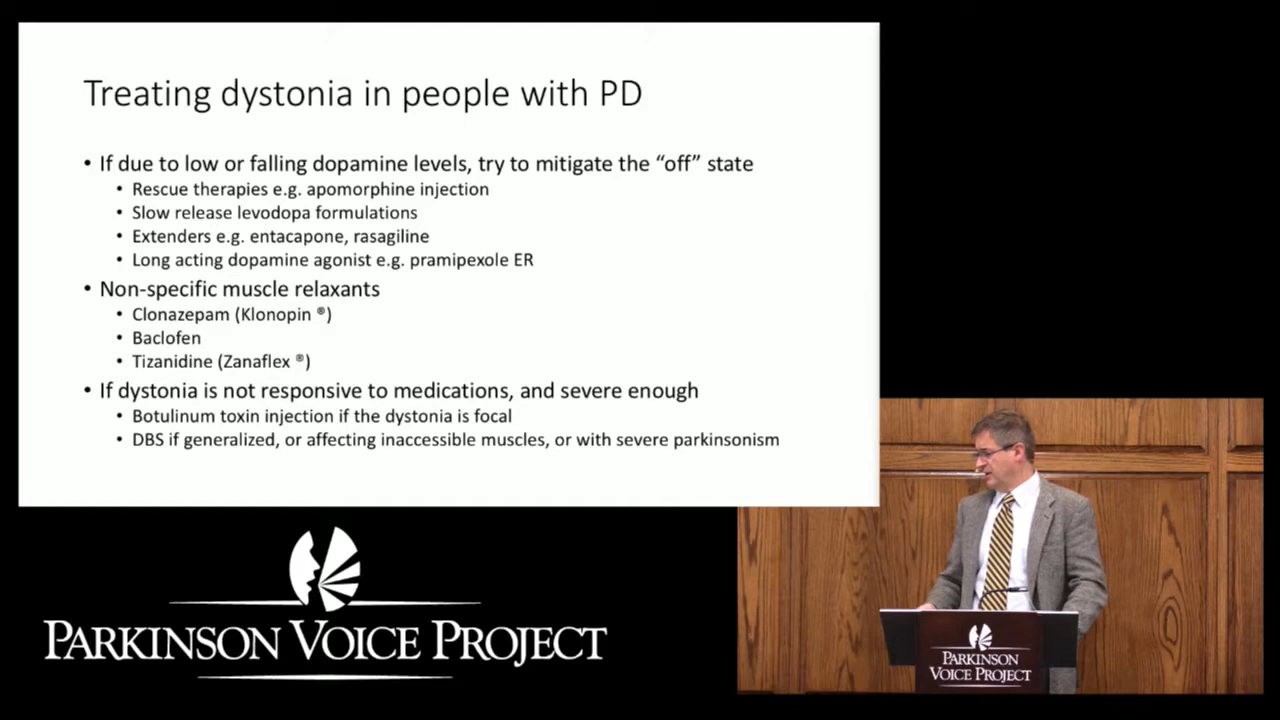 Treating dystonia in people with PD
• If due to low or falling dopamine levels, try to mitigate the “off” state
• Rescue therapies e.g. apomorphine injection
• Slow release levodopa formulations
• Extenders e.g. entacapone, rasagiline
• Long acting dopamine agonist e.g. pramipexole ER
• Non-specific muscle relaxants
• Clonazepam (Klonopin ®)
• Baclofen
• Tizanidine (Zanaflex ®)
• If dystonia is not responsive to medications, and severe enough
• Botulinum toxin injection if the dystonia is focal
• DBS if generalized, or affecting inaccessible muscles, or with severe parkinsonism
PARKINSON VOICE PROJECT
PARKINSON
VOICE PROJECT